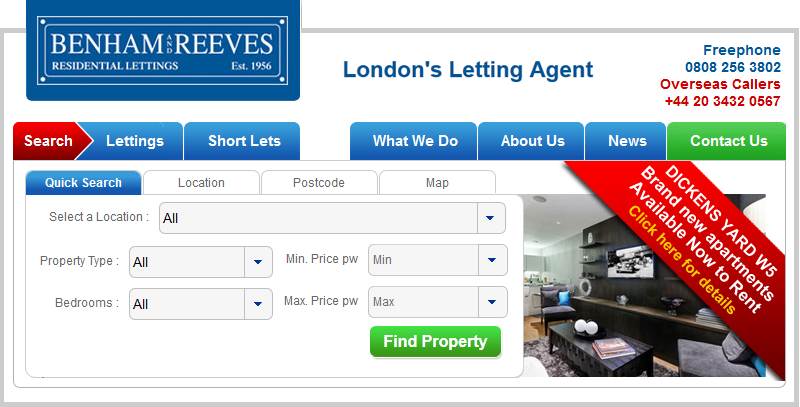 BENHAM AND REEVES
RESIDENTIAL LETTINGS Est. 1956
London's Letting Agent
Freephone
0808 256 3802
Overseas Callers
+44 20 3432 0567
Search Lettings Short Lets What We Do About Us News Contact Us
Quick Search Location Postcode Map
Select a Location : All
Property Type : All Min. Price pw Min
Bedrooms : All Max. Price pw Max
Find Property
DICKENS YARD W5
Brand new apartments
Available Now to Rent
Click here for details